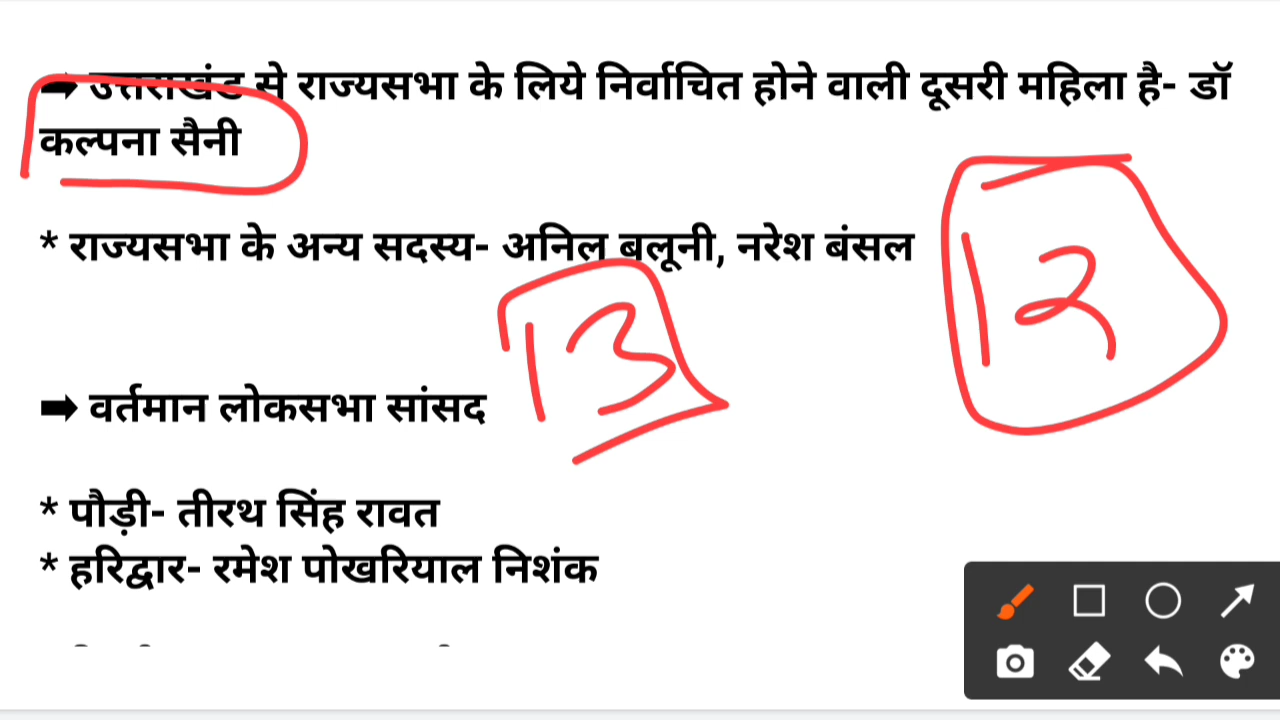 ➡ उत्तराखंड से राज्यसभा के लिये निर्वाचित होने वाली दूसरी महिला है- डॉ
कल्पना सैनी
* राज्यसभा के अन्य सदस्य- अनिल बलूनी, नरेश बंसल
12
13
➡ वर्तमान लोकसभा सांसद
* पौड़ी- तीरथ सिंह रावत
* हरिद्वार- रमेश पोखरियाल निशंक